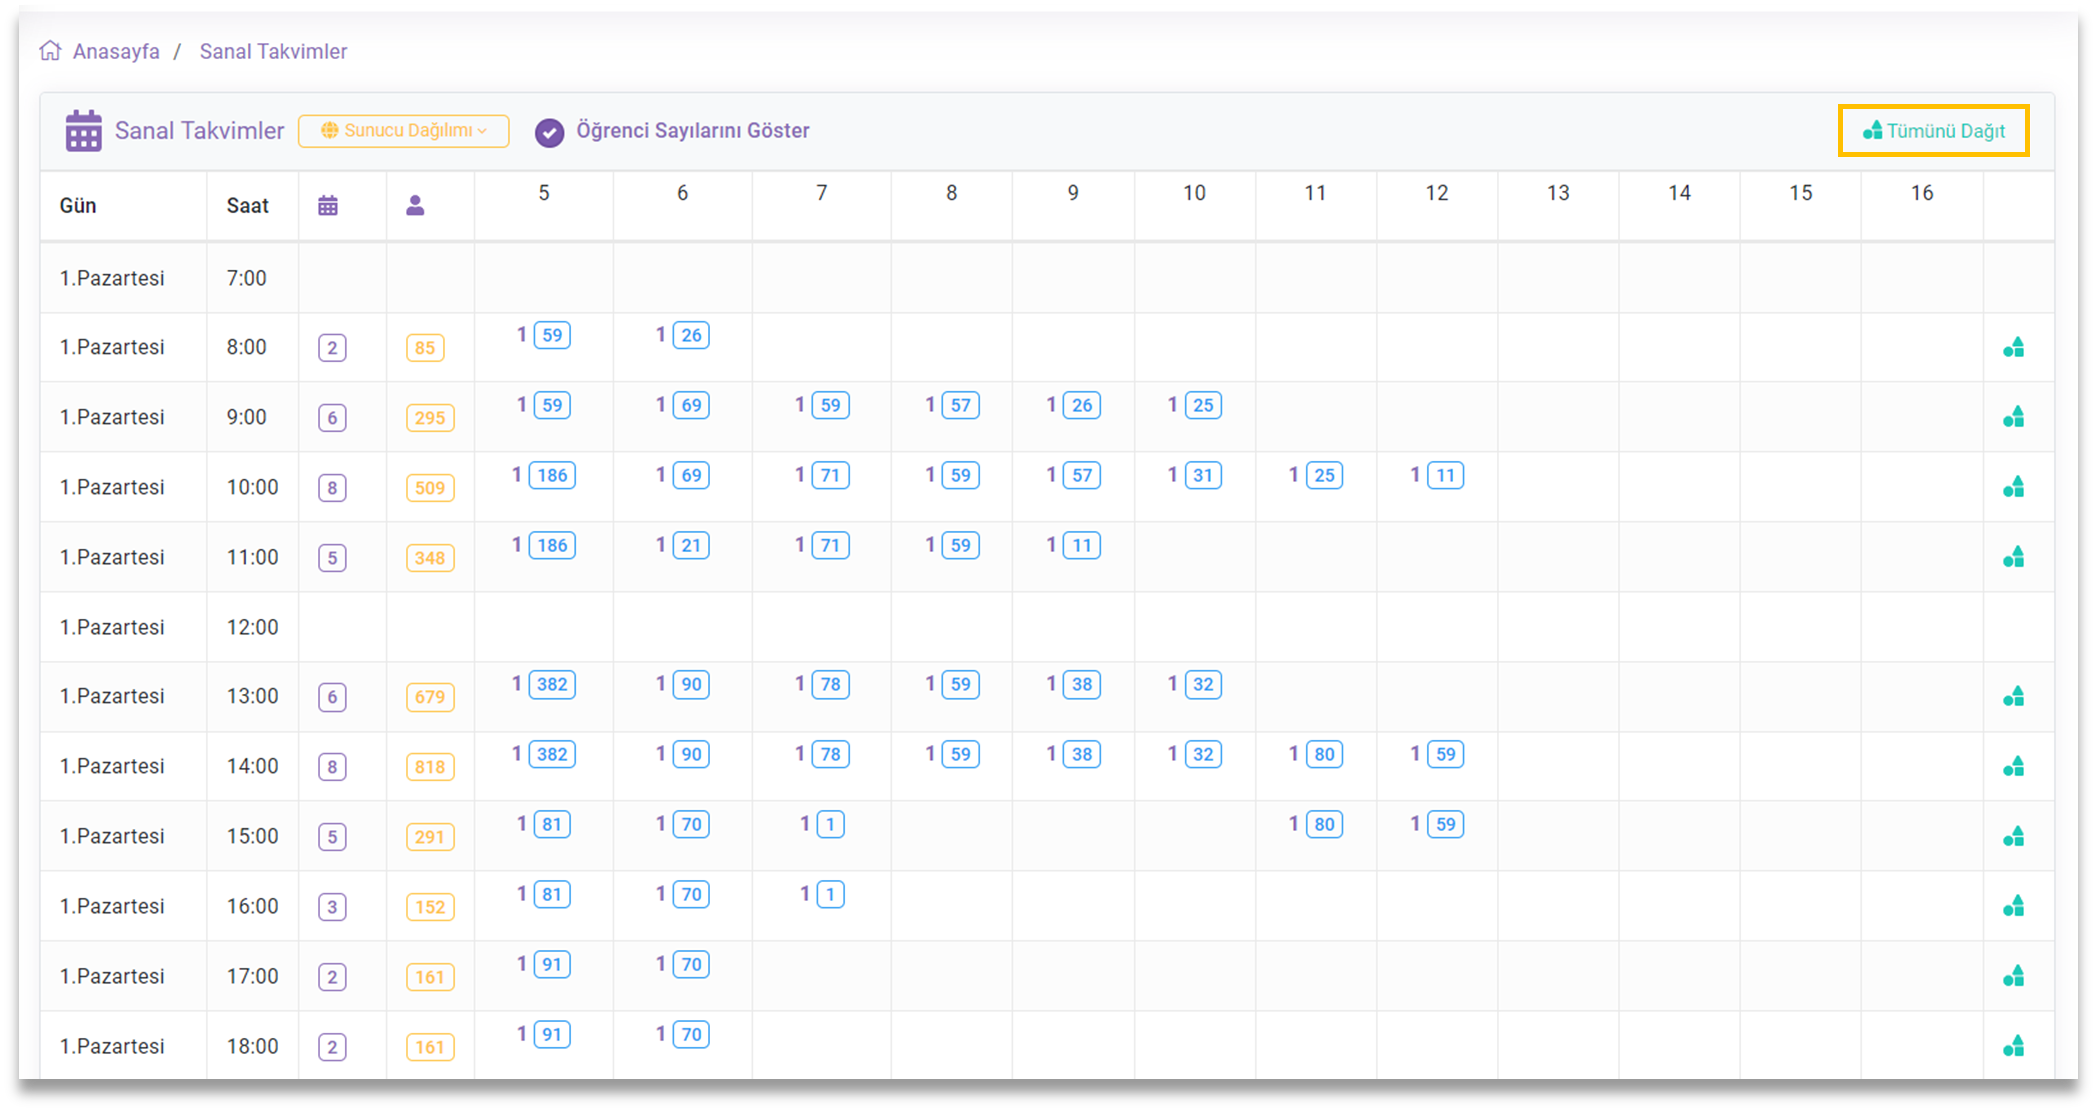 Anasayfa / Sanal Takvimler
Sanal Takvimler Sunucu Dağılımı Öğrenci Sayılarını Göster Tümünü Dağıt
Gün Saat 5 6 7 8 9 10 11 12 13 14 15 16
1.Pazartesi 7:00
1.Pazartesi 8:00 2 85 1 59 1 26
1.Pazartesi 9:00 6 295 1 59 1 69 1 59 1 57 1 26 1 25
1.Pazartesi 10:00 8 509 1 186 1 69 1 71 1 59 1 57 1 31 1 25 1 11
1.Pazartesi 11:00 5 348 1 186 1 21 1 71 1 59 1 11
1.Pazartesi 12:00
1.Pazartesi 13:00 6 679 1 382 1 90 1 78 1 59 1 38 1 32
1.Pazartesi 14:00 8 818 1 382 1 90 1 78 1 59 1 38 1 32 1 80 1 59
1.Pazartesi 15:00 5 291 1 81 1 70 1 1 1 80 1 59
1.Pazartesi 16:00 3 152 1 81 1 70 1 1
1.Pazartesi 17:00 2 161 1 91 1 70
1.Pazartesi 18:00 2 161 1 91 1 70